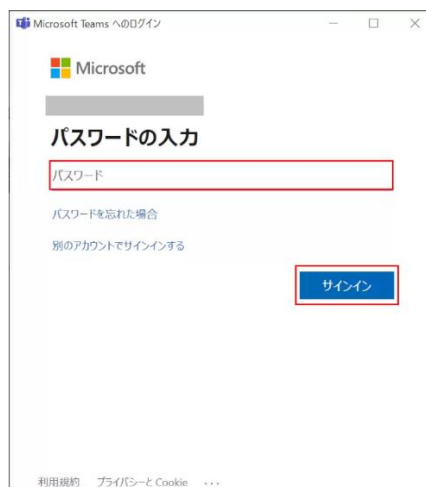 Microsoft Teams へのログイン
Microsoft
パスワードの入力
パスワード
パスワードを忘れた場合
別のアカウントでサインインする
サインイン
利用規約 プライバシーと Cookie ...